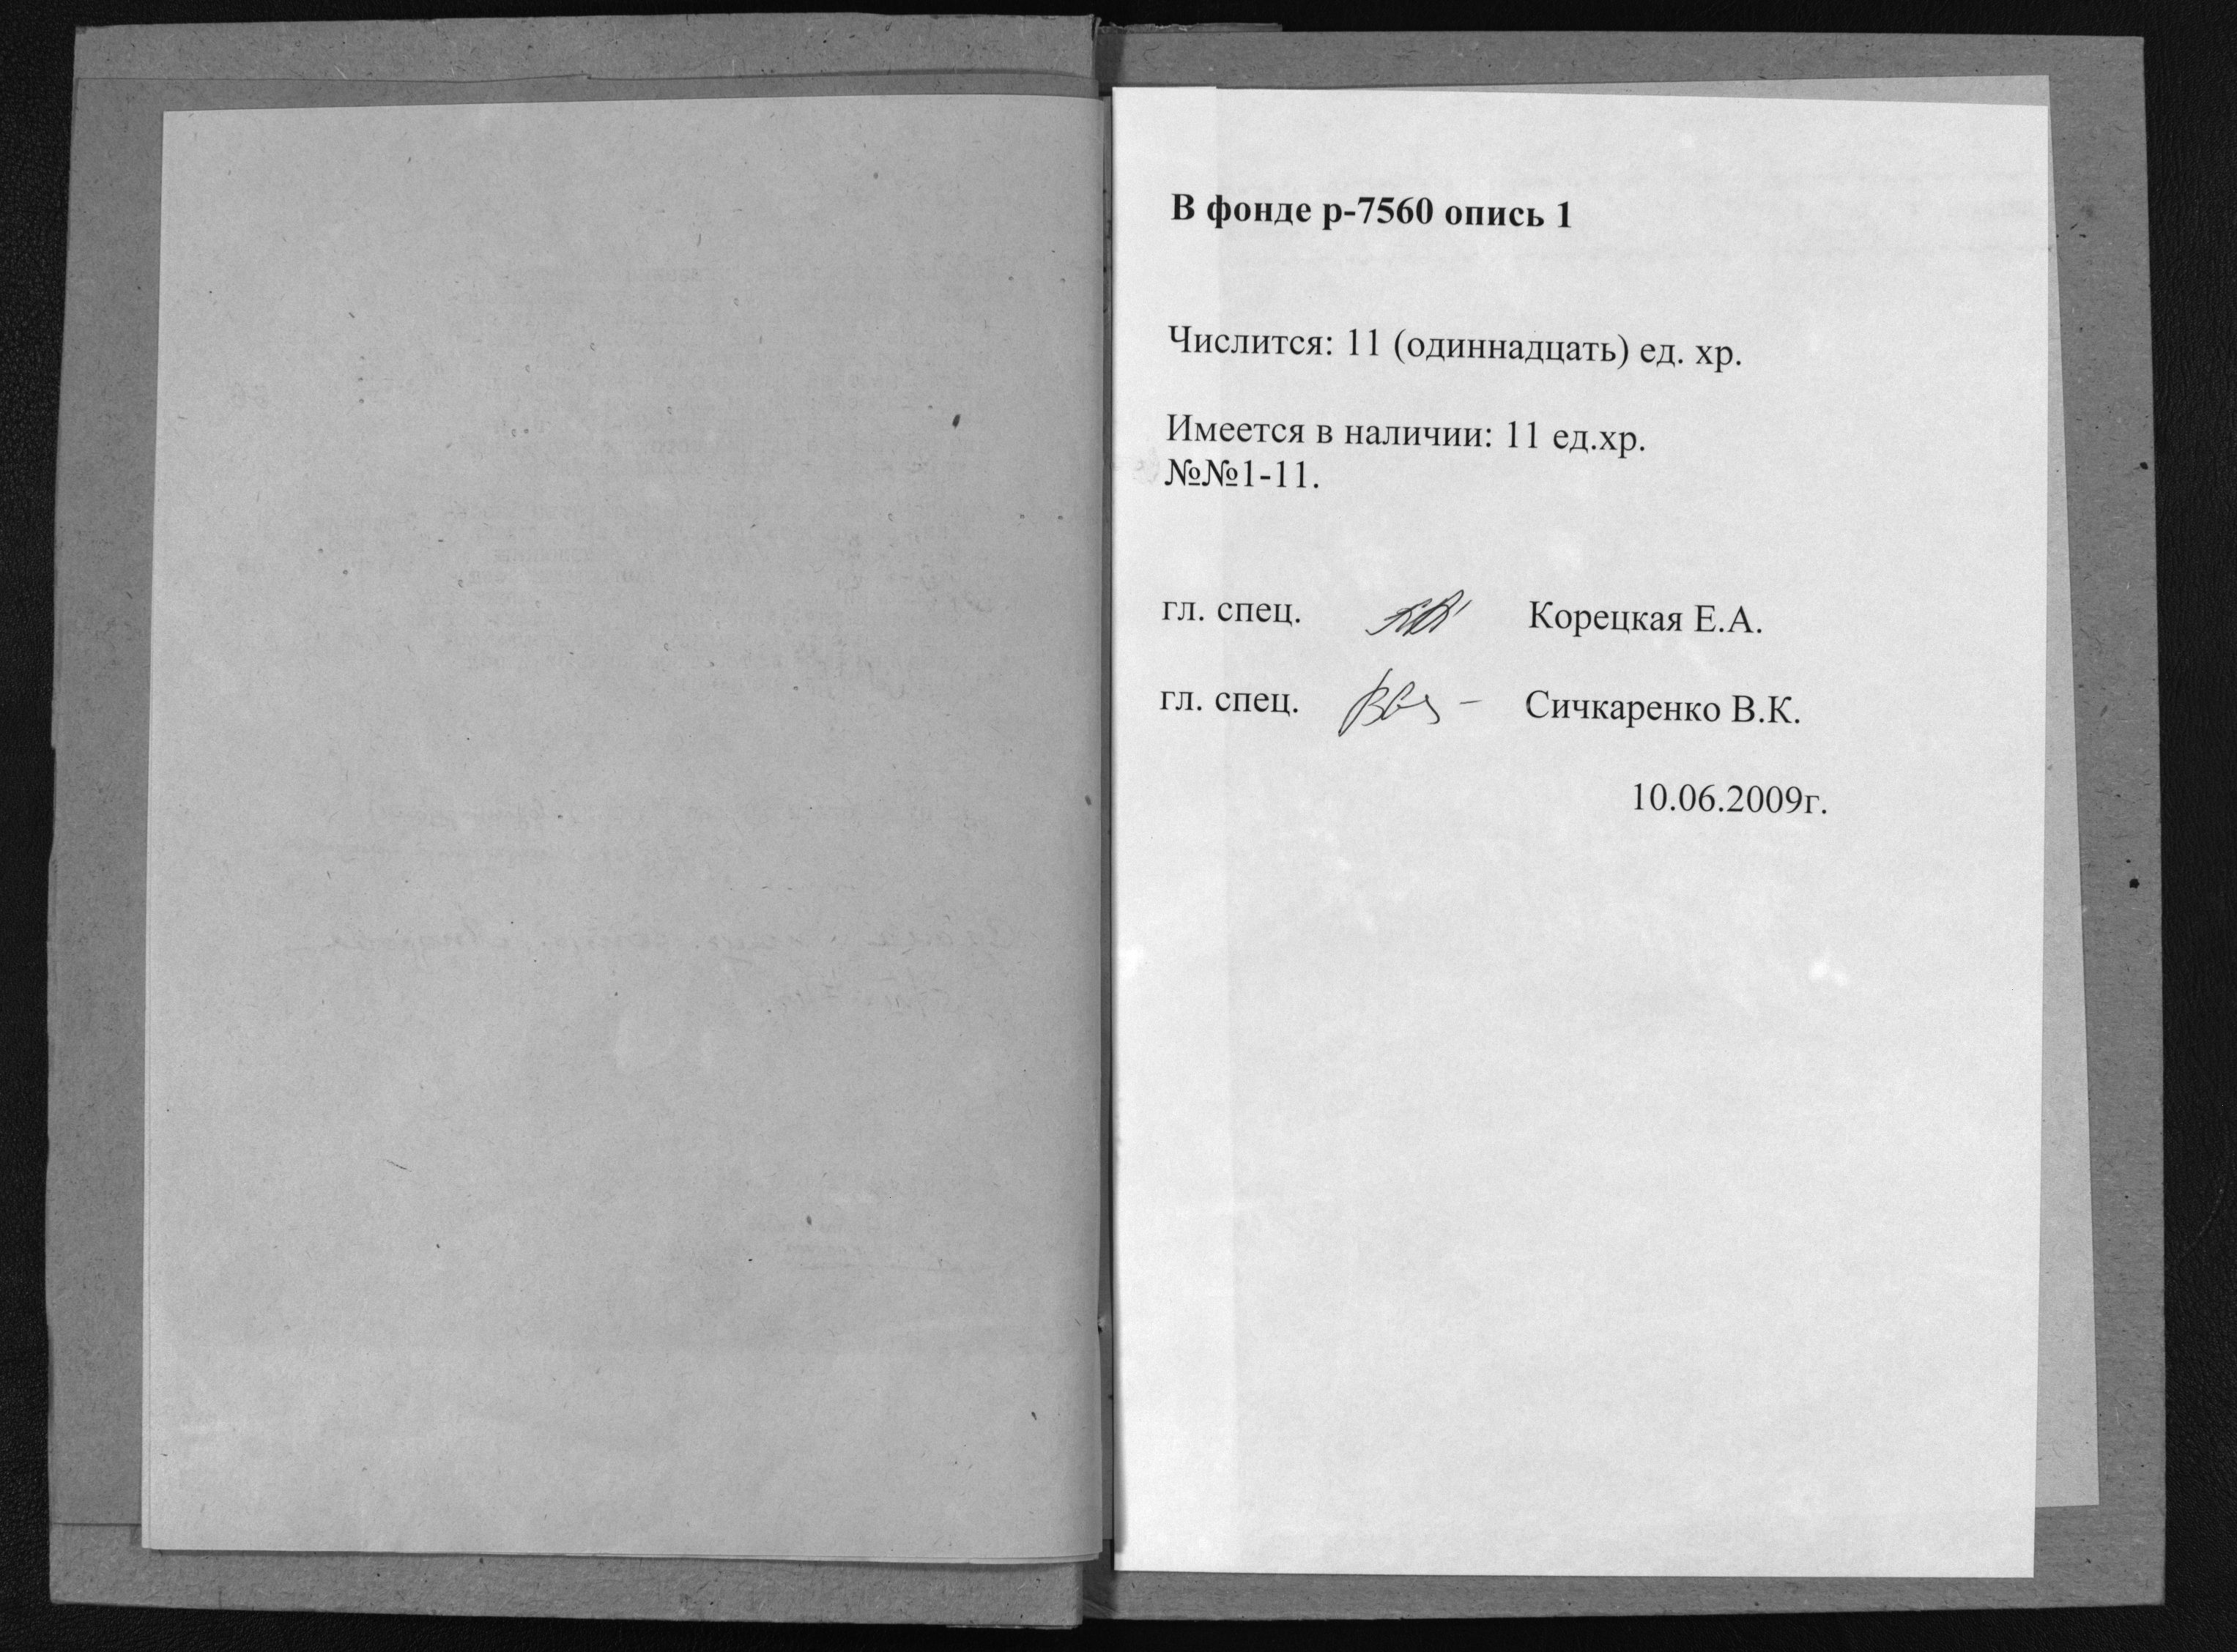 В фонде р-7560 опись 1
Числится: 11 (одиннадцать) ед. хр.
Имеется в наличии: 11 ед.хр.
№№1-11.
гл. спец. Корецкая Е.А.
гл. спец. Сичкаренко В.К.
10.06.2009г.